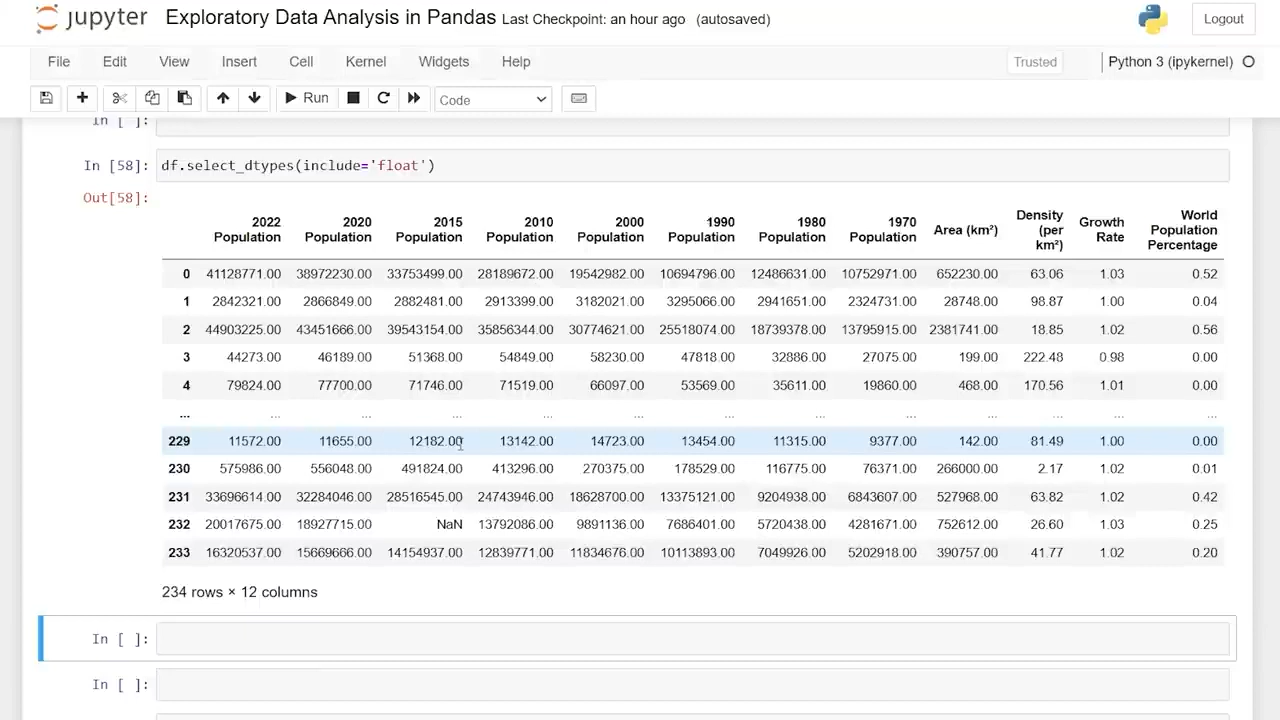 jupyter Exploratory Data Analysis in Pandas Last Checkpoint: an hour ago (autosaved) Logout
File Edit View Insert Cell Kernel Widgets Help Trusted Python 3 (ipykernel)
Run Code
In [ ]:
In [58]: df.select_dtypes(include='float')
Out[58]:
2022 Population 2020 Population 2015 Population 2010 Population 2000 Population 1990 Population 1980 Population 1970 Population Area (km²) Density (per km²) Growth Rate World Population Percentage
0 41128771.00 38972230.00 33753499.00 28189672.00 19542982.00 10694796.00 12486631.00 10752971.00 652230.00 63.06 1.03 0.52
1 2842321.00 2866849.00 2882481.00 2913399.00 3182021.00 3295066.00 2941651.00 2324731.00 28748.00 98.87 1.00 0.04
2 44903225.00 43451666.00 39543154.00 35856344.00 30774621.00 25518074.00 18739378.00 13795915.00 2381741.00 18.85 1.02 0.56
3 44273.00 46189.00 51368.00 54849.00 58230.00 47818.00 32886.00 27075.00 199.00 222.48 0.98 0.00
4 79824.00 77700.00 71746.00 71519.00 66097.00 53569.00 35611.00 19860.00 468.00 170.56 1.01 0.00
... ... ... ... ... ... ... ... ... ... ... ... ...
229 11572.00 11655.00 12182.00 13142.00 14723.00 13454.00 11315.00 9377.00 142.00 81.49 1.00 0.00
230 575986.00 556048.00 491824.00 413296.00 270375.00 178529.00 116775.00 76371.00 266000.00 2.17 1.02 0.01
231 33696614.00 32284046.00 28516545.00 24743946.00 18628700.00 13375121.00 9204938.00 6843607.00 527968.00 63.82 1.02 0.42
232 20017675.00 18927715.00 NaN 13792086.00 9891136.00 7686401.00 5720438.00 4281671.00 752612.00 26.60 1.03 0.25
233 16320537.00 15669666.00 14154937.00 12839771.00 11834676.00 10113893.00 7049926.00 5202918.00 390757.00 41.77 1.02 0.20
234 rows × 12 columns
In [ ]:
In [ ]: